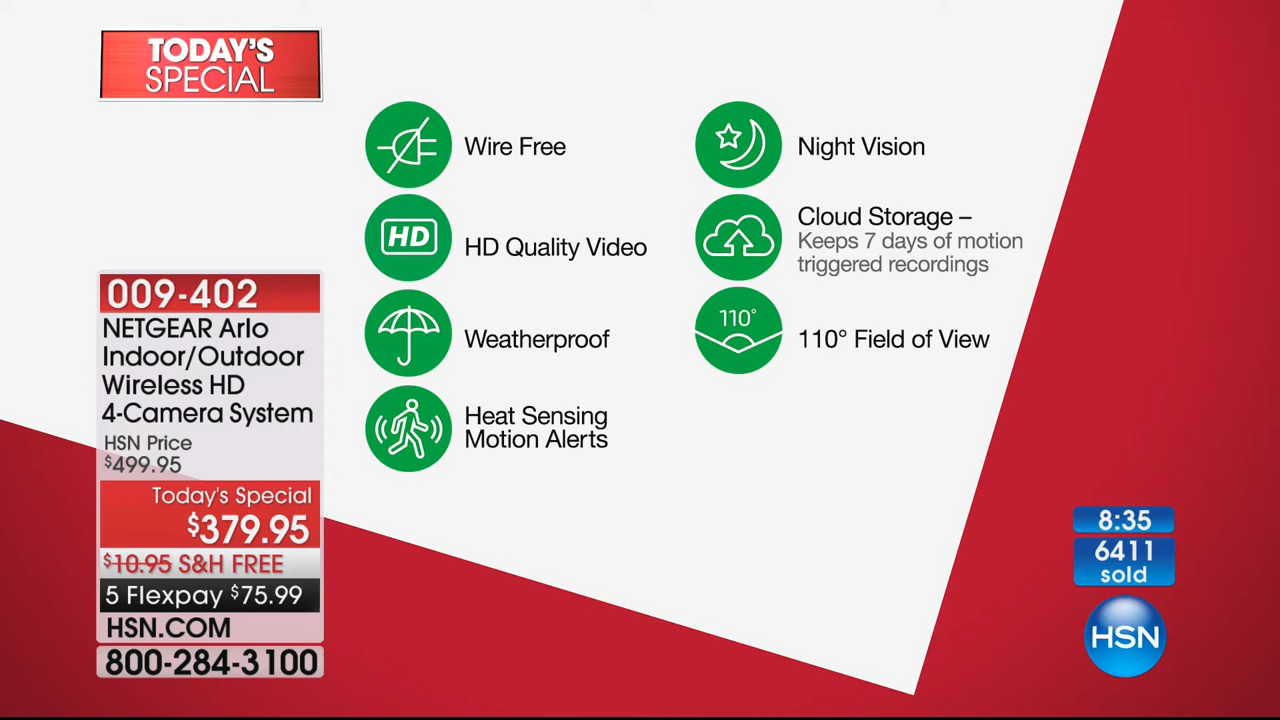 TODAY'S
SPECIAL
Wire Free
HD
HD Quality Video
Weatherproof
Heat Sensing
Motion Alerts
Night Vision
Cloud Storage –
Keeps 7 days of motion
triggered recordings
110°
110° Field of View
009-402
NETGEAR Arlo
Indoor/Outdoor
Wireless HD
4-Camera System
HSN Price
$499.95
Today's Special
$379.95
$10.95 S&H FREE
5 Flexpay $75.99
HSN.COM
800-284-3100
8:35
6411
sold
HSN